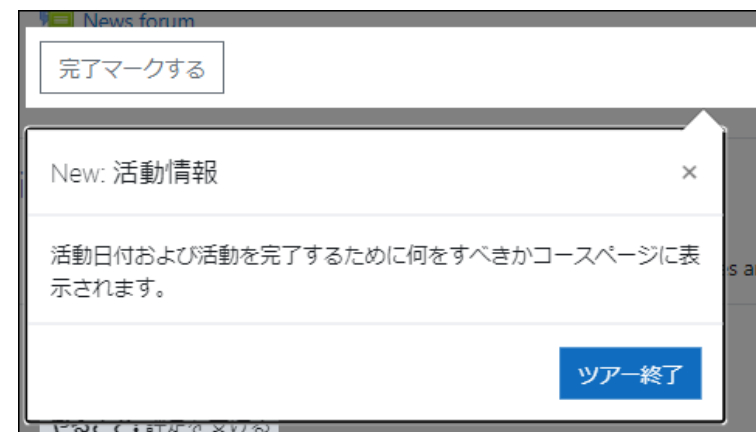 News forum
完了マークする
New: 活動情報
×
活動日付および活動を完了するために何をすべきかコースページに表
示されます。
ツアー終了